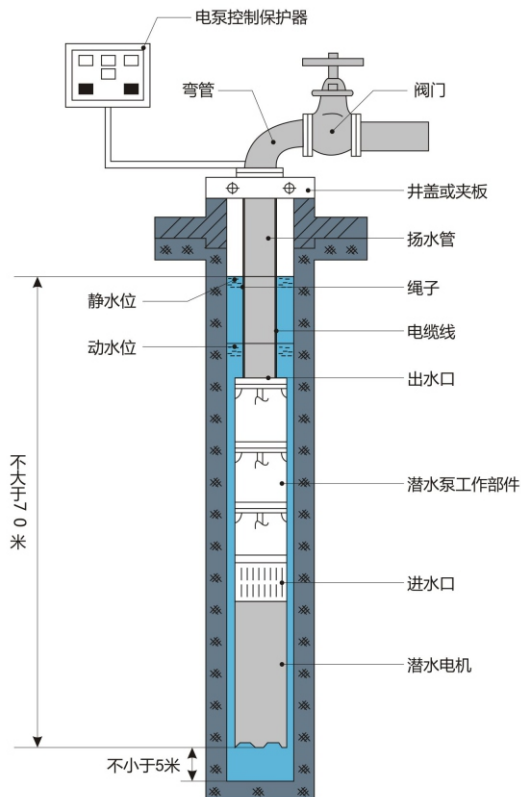 电泵控制保护器
弯管
阀门
井盖或夹板
扬水管
静水位
绳子
动水位
电缆线
出水口
不大于70米
潜水泵工作部件
进水口
潜水电机
不小于5米